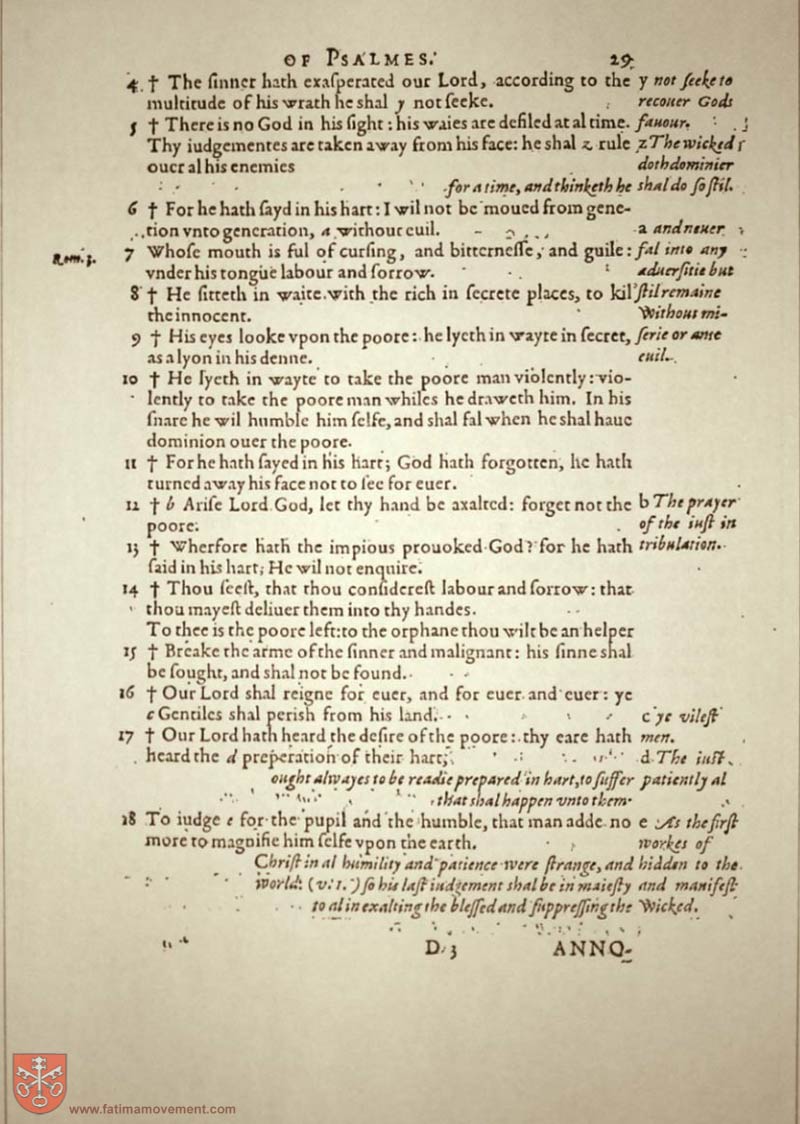 OF PSALMES. 29.
4. † The ſinner hath exaſperated our Lord, according to the y not ſeeke to
multitude of his wrath he shal y not ſeeke. recouer Gods
5 † There is no God in his ſight : his waies are defiled at al time. fauour.
Thy iudgementes are taken away from his face: he shal z rule z The wicked
ouer al his enemies doth dominier
for a time, and thinketh he shal do ſo ſtil.
6 † For he hath ſayd in his hart : I wil not be moued from gene-
tion vnto generation, a without euil. a and neuer
Rom. 3. 7 Whoſe mouth is ful of curſing, and bitterneſſe, and guile : fal into any
vnder his tongue labour and ſorrow. aduerſitie but
8 † He ſitteth in waite with the rich in ſecrete places, to kil ſtil remaine
the innocent. Without mi-
9 † His eyes looke vpon the poore : he lyeth in wayte in ſecret, ſerie or ame
as a lyon in his denne. euil.
10 † He lyeth in wayte to take the poore man violently : vio-
lently to take the poore man whiles he draweth him. In his
ſnare he wil humble him ſelfe, and shal fal when he shal haue
dominion ouer the poore.
11 † For he hath ſayed in his hart; God hath forgotten, he hath
turned away his face not to ſee for euer.
12 † b Ariſe Lord God, let thy hand be axalted : forget not the b The prayer
poore. of the iuſt in
13 † Wherfore hath the impious prouoked God? for he hath tribulation.
ſaid in his hart; He wil not enquire.
14 † Thou ſeeſt, that thou conſidereſt labour and ſorrow : that
thou mayeſt deliuer them into thy handes.
To thee is the poore left : to the orphane thou wilt be an helper
15 † Breake the arme of the ſinner and malignant : his ſinne shal
be ſought, and shal not be found.
16 † Our Lord shal reigne for euer, and for euer and euer : ye
c Gentiles shal perish from his land. c ye vileſt
17 † Our Lord hath heard the deſire of the poore : thy eare hath men.
heard the d preperation of their hart; d The iuſt
ought alwayes to be readie prepared in hart, to ſuffer patiently al
that shal happen vnto them.
18 To iudge e for the pupil and the humble, that man adde no e As the firſt
more to magnifie him ſelfe vpon the earth. workes of
Chriſt in al humility and patience were ſtrange, and hidden to the
world: (v. 1.) ſo his laſt iudgement shal be in maieſty and manifeſt
to al in exalting the bleſſed and ſuppreſſing the Wicked.
D 3 ANNO-
www.fatimamovement.com